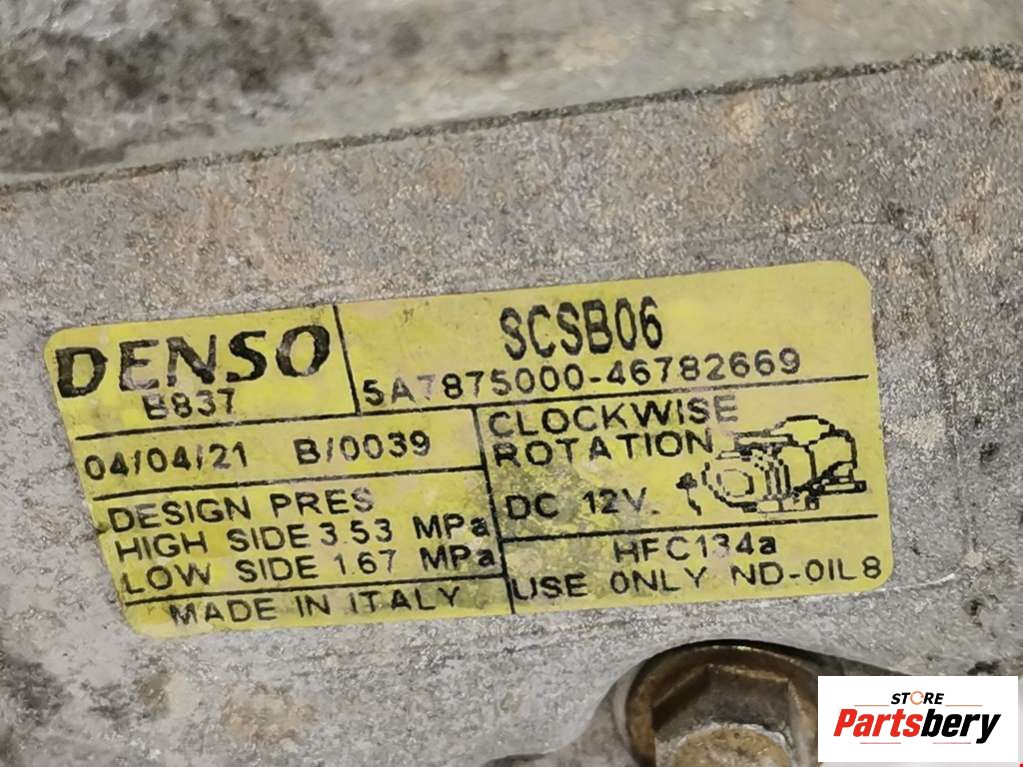 DENSO
B837
SCSB06
5A7875000-46782669
04/04/21 B/0039
CLOCKWISE
ROTATION
DC 12V.
DESIGN PRES
HIGH SIDE 3.53 MPa
LOW SIDE 1.67 MPa
HFC134a
USE ONLY ND-OIL8
MADE IN ITALY
STORE
Partsbery